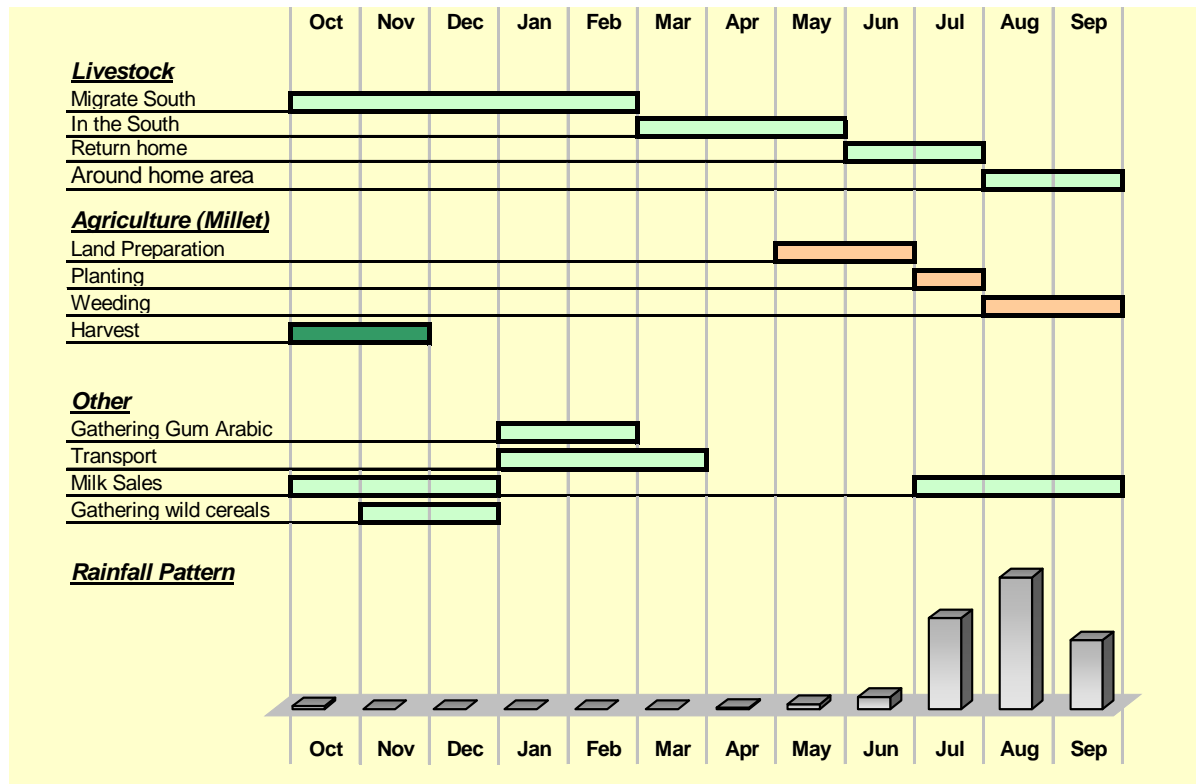 Oct Nov Dec Jan Feb Mar Apr May Jun Jul Aug Sep
Livestock
Migrate South
In the South
Return home
Around home area
Agriculture (Millet)
Land Preparation
Planting
Weeding
Harvest
Other
Gathering Gum Arabic
Transport
Milk Sales
Gathering wild cereals
Rainfall Pattern
Oct Nov Dec Jan Feb Mar Apr May Jun Jul Aug Sep